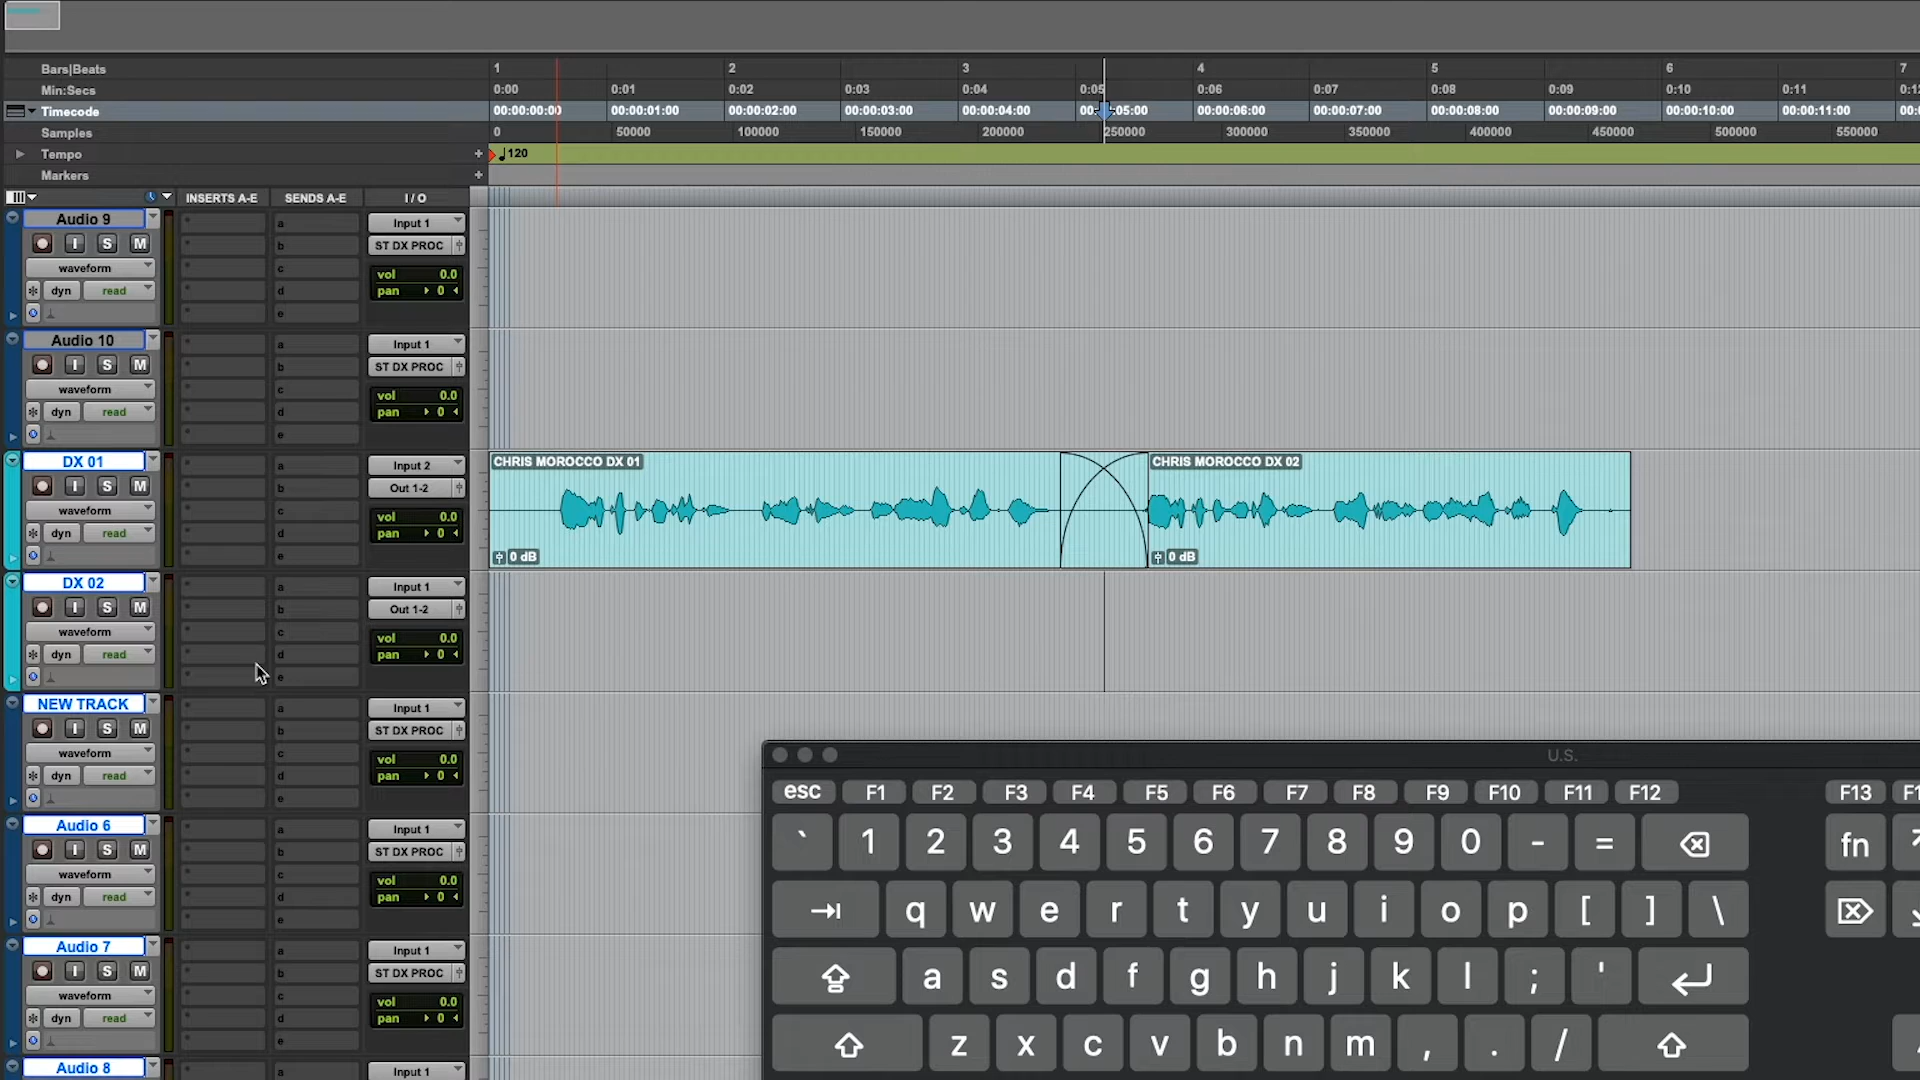 Bars|Beats 1 2 3 4 5 6 7
Min:Secs 0:00 0:01 0:02 0:03 0:04 0:05 0:06 0:07 0:08 0:09 0:10 0:11 0:12
Timecode 00:00:00:00 00:00:01:00 00:00:02:00 00:00:03:00 00:00:04:00 00: :05:00 00:00:06:00 00:00:07:00 00:00:08:00 00:00:09:00 00:00:10:00 00:00:11:00
Samples 0 50000 100000 150000 200000 250000 300000 350000 400000 450000 500000 550000
Tempo + 120
Markers +
INSERTS A-E SENDS A-E I / O
Audio 9 a Input 1
I S M b ST DX PROC
waveform c vol 0.0
dyn read d pan 0
e
Audio 10 a Input 1
I S M b ST DX PROC
waveform c vol 0.0
dyn read d pan 0
e
DX 01 a Input 2 CHRIS MOROCCO DX 01 CHRIS MOROCCO DX 02
I S M b Out 1-2
waveform c vol 0.0
dyn read d pan 0
e 0 dB 0 dB
DX 02 a Input 1
I S M b Out 1-2
waveform c vol 0.0
dyn read d pan 0
e
NEW TRACK a Input 1
I S M b ST DX PROC
waveform c vol 0.0
dyn read d pan 0
e
Audio 6 a Input 1
I S M b ST DX PROC
waveform c vol 0.0
dyn read d pan 0
e
Audio 7 a Input 1
I S M b ST DX PROC
waveform c vol 0.0
dyn read d pan 0
e
Audio 8 a Input 1
U.S.
esc F1 F2 F3 F4 F5 F6 F7 F8 F9 F10 F11 F12 F13
` 1 2 3 4 5 6 7 8 9 0 - = fn
q w e r t y u i o p [ ] \
a s d f g h j k l ; '
z x c v b n m , . /